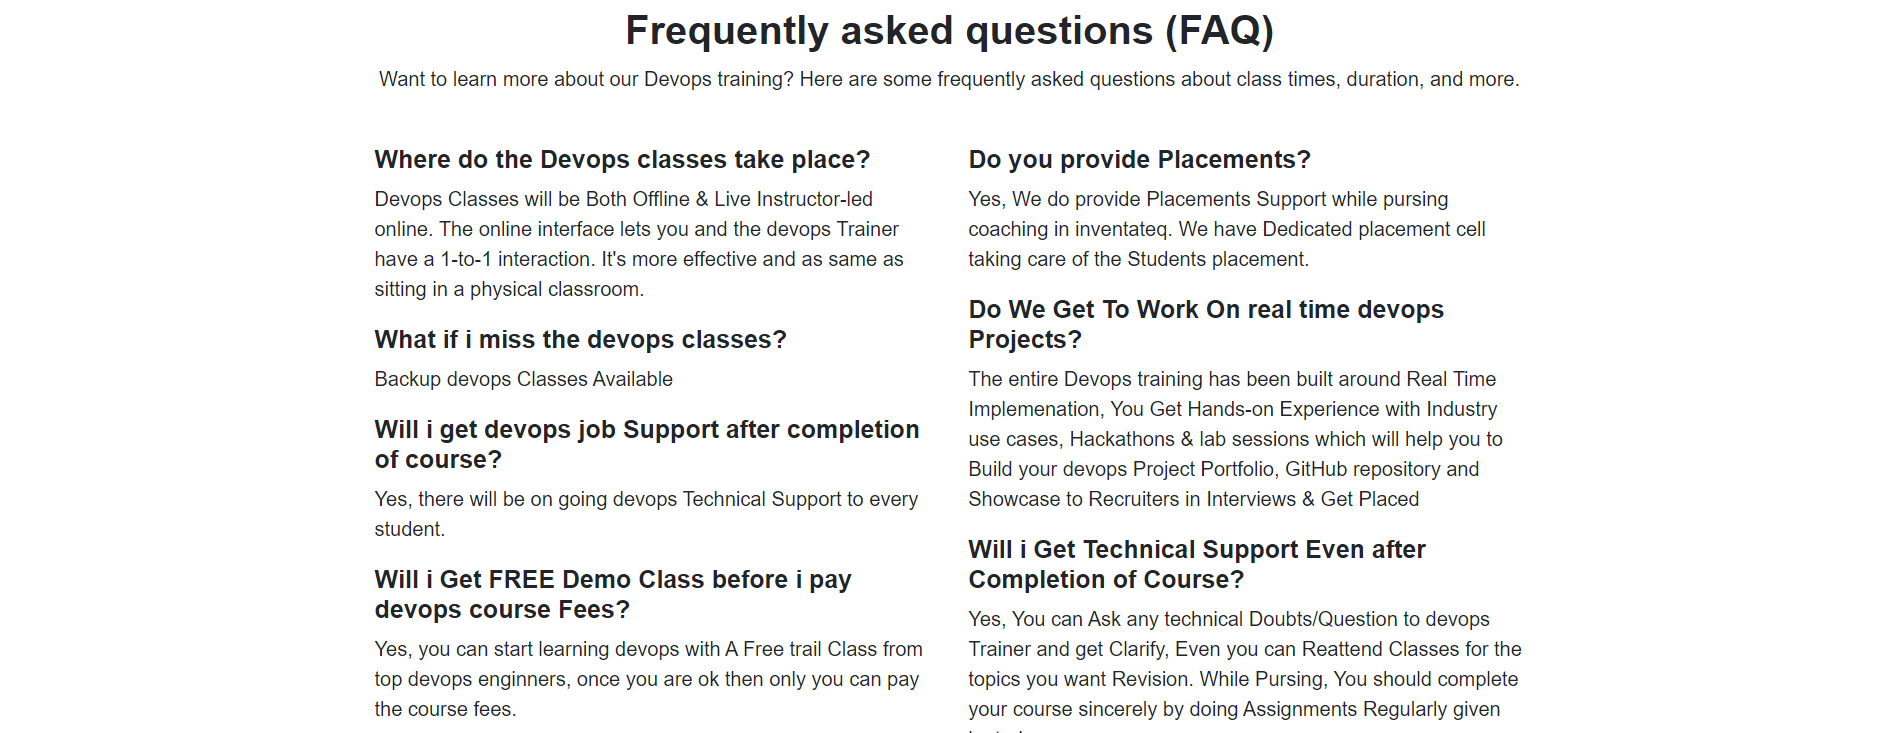 Frequently asked questions (FAQ)
Want to learn more about our Devops training? Here are some frequently asked questions about class times, duration, and more.
Where do the Devops classes take place?
Devops Classes will be Both Offline & Live Instructor-led
online. The online interface lets you and the devops Trainer
have a 1-to-1 interaction. It's more effective and as same as
sitting in a physical classroom.
What if i miss the devops classes?
Backup devops Classes Available
Will i get devops job Support after completion
of course?
Yes, there will be on going devops Technical Support to every
student.
Will i Get FREE Demo Class before i pay
devops course Fees?
Yes, you can start learning devops with A Free trail Class from
top devops enginners, once you are ok then only you can pay
the course fees.
Do you provide Placements?
Yes, We do provide Placements Support while pursing
coaching in inventateq. We have Dedicated placement cell
taking care of the Students placement.
Do We Get To Work On real time devops
Projects?
The entire Devops training has been built around Real Time
Implemenation, You Get Hands-on Experience with Industry
use cases, Hackathons & lab sessions which will help you to
Build your devops Project Portfolio, GitHub repository and
Showcase to Recruiters in Interviews & Get Placed
Will i Get Technical Support Even after
Completion of Course?
Yes, You can Ask any technical Doubts/Question to devops
Trainer and get Clarify, Even you can Reattend Classes for the
topics you want Revision. While Pursing, You should complete
your course sincerely by doing Assignments Regularly given